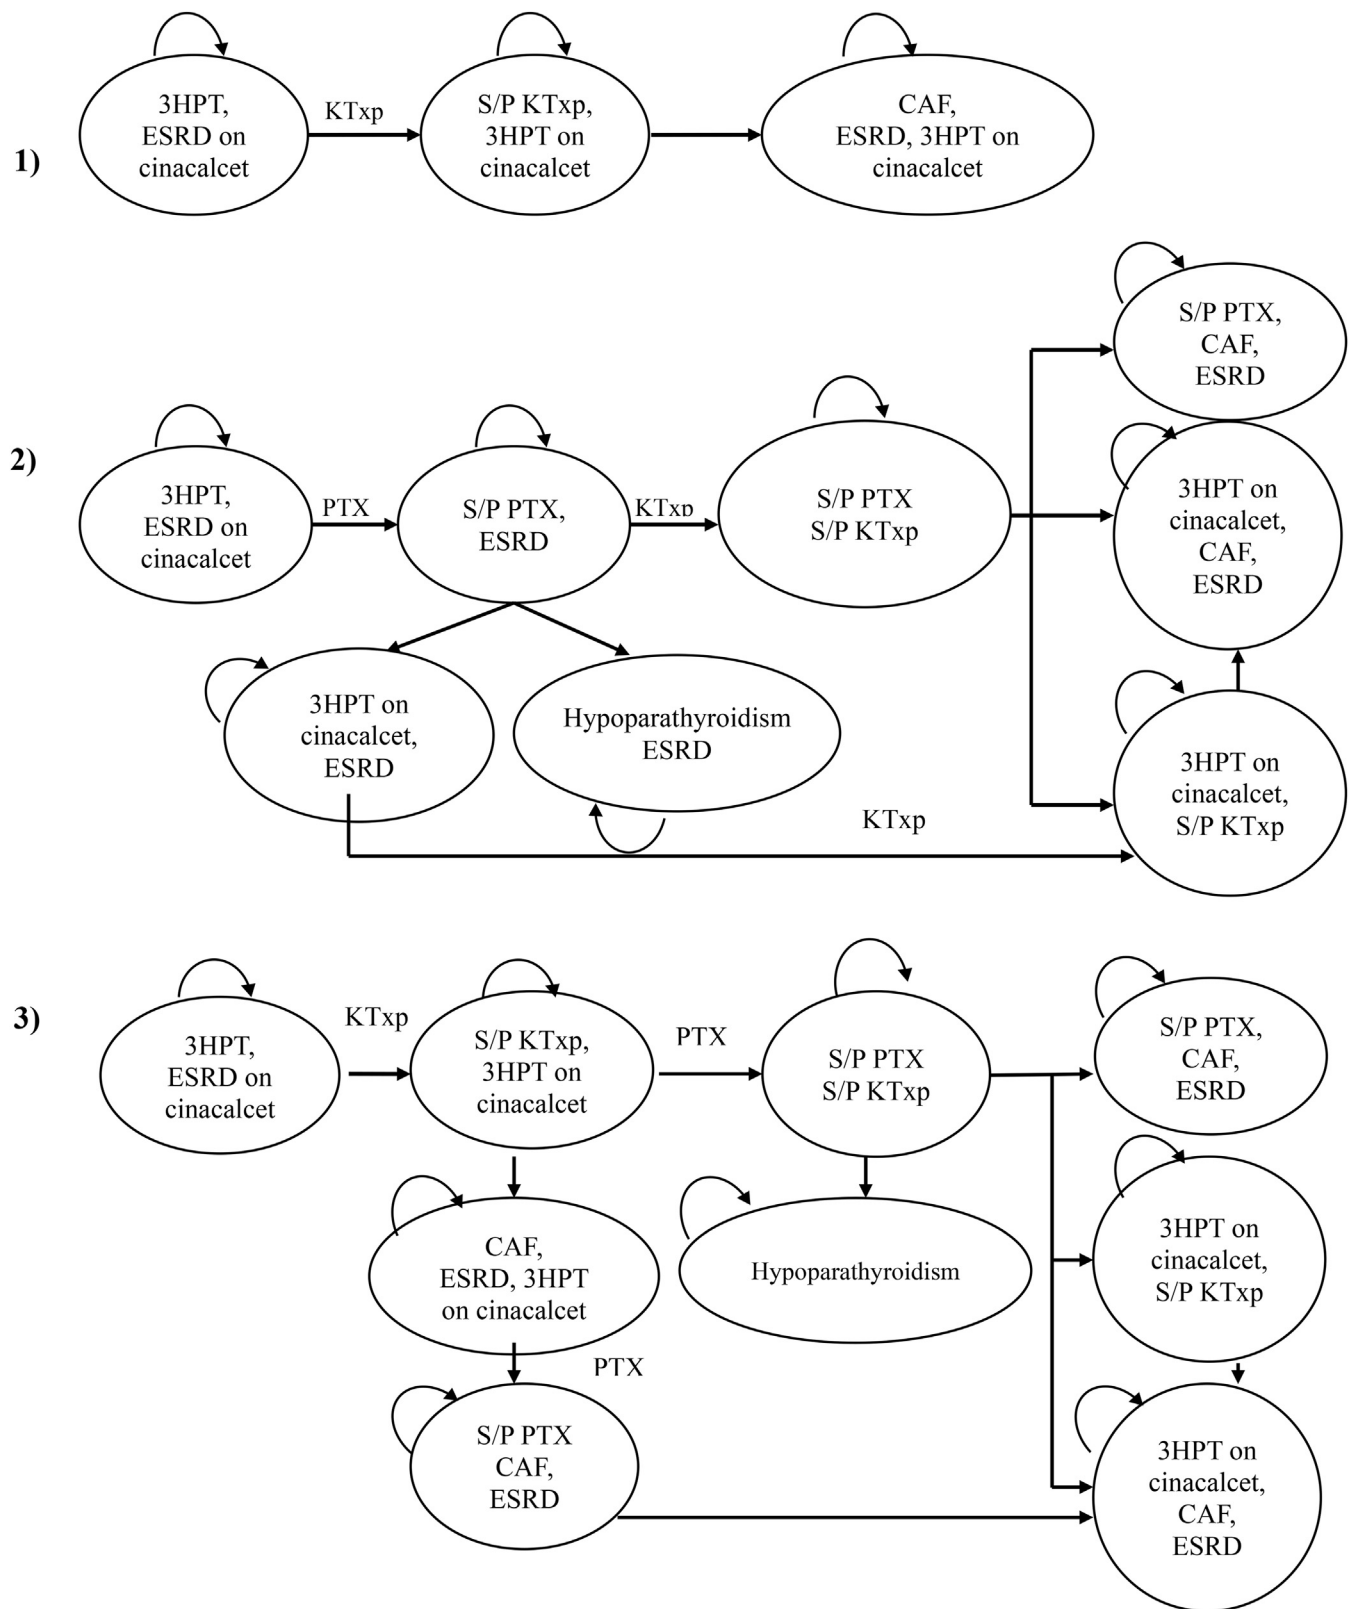 1)
3HPT,
ESRD on
cinacalcet
KTxp
S/P KTxp,
3HPT on
cinacalcet
CAF,
ESRD, 3HPT on
cinacalcet
2)
3HPT,
ESRD on
cinacalcet
PTX
S/P PTX,
ESRD
KTxp
S/P PTX
S/P KTxp
S/P PTX,
CAF,
ESRD
3HPT on
cinacalcet,
CAF,
ESRD
3HPT on
cinacalcet,
ESRD
Hypoparathyroidism
ESRD
KTxp
3HPT on
cinacalcet,
S/P KTxp
3)
3HPT,
ESRD on
cinacalcet
KTxp
S/P KTxp,
3HPT on
cinacalcet
PTX
S/P PTX
S/P KTxp
S/P PTX,
CAF,
ESRD
CAF,
ESRD, 3HPT
on cinacalcet
Hypoparathyroidism
3HPT on
cinacalcet,
S/P KTxp
PTX
S/P PTX
CAF,
ESRD
3HPT on
cinacalcet,
CAF,
ESRD